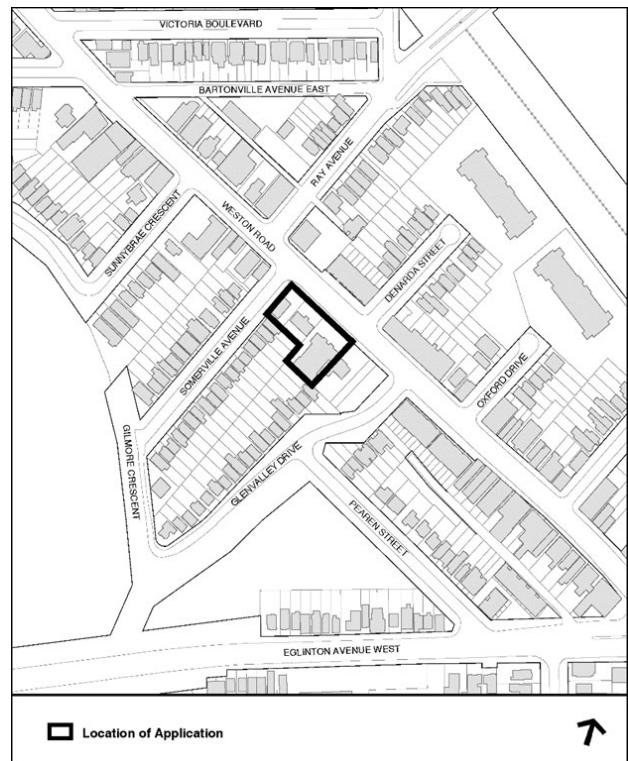 VICTORIA BOULEVARD
BARTONVILLE AVENUE EAST
RAY AVENUE
SUNNYBRAE CRESCENT
WESTON ROAD
DENARDA STREET
SOMERVILLE AVENUE
OXFORD DRIVE
GILMORE CRESCENT
GLENVALLEY DRIVE
PEAREN STREET
EGLINTON AVENUE WEST
Location of Application